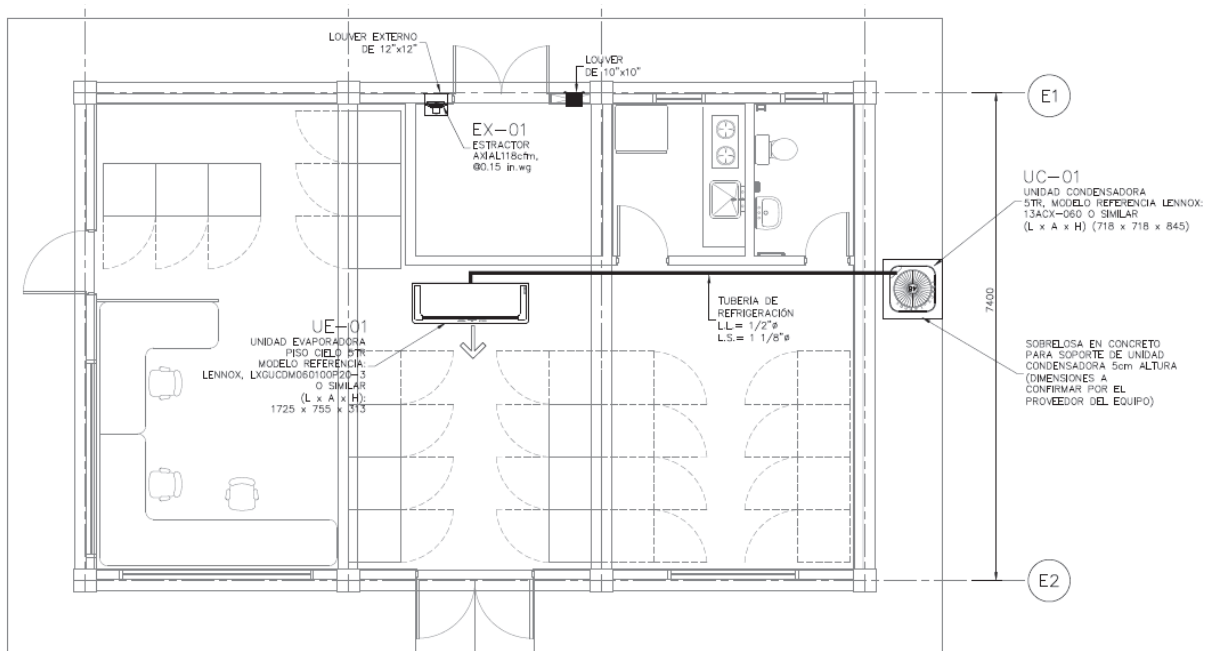 LOUVER EXTERNO
DE 12"x12"
LOUVER
DE 10"x10"
EX-01
ESTRACTOR
AXIAL118cfm,
@0.15 in.wg
E1
UC-01
UNIDAD CONDENSADORA
5TR, MODELO REFERENCIA LENNOX:
13ACX-060 O SIMILAR
(L x A x H) (718 x 718 x 845)
7400
UE-01
UNIDAD EVAPORADORA
PISO CIELO 5TR
MODELO REFERENCIA:
LENNOX, LXGUCDM060100P20-3
O SIMILAR
(L x A x H):
1725 x 755 x 313
TUBERÍA DE
REFRIGERACIÓN
L.L.= 1/2"ø
L.S.= 1 1/8"ø
SOBRELOSA EN CONCRETO
PARA SOPORTE DE UNIDAD
CONDENSADORA 5cm ALTURA
(DIMENSIONES A
CONFIRMAR POR EL
PROVEEDOR DEL EQUIPO)
E2